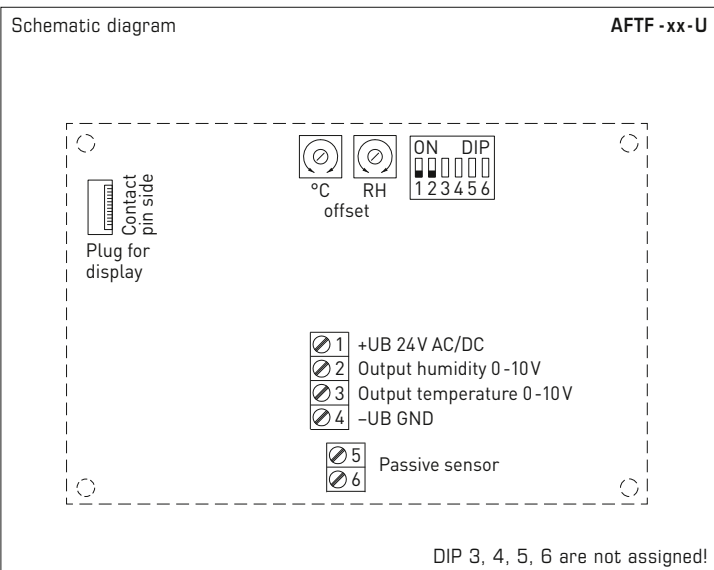 Schematic diagram
AFTF-xx-U
ON DIP
1 2 3 4 5 6
°C
RH
offset
Contact
pin side
Plug for
display
1 +UB 24V AC/DC
2 Output humidity 0-10V
3 Output temperature 0-10V
4 –UB GND
5
6
Passive sensor
DIP 3, 4, 5, 6 are not assigned!